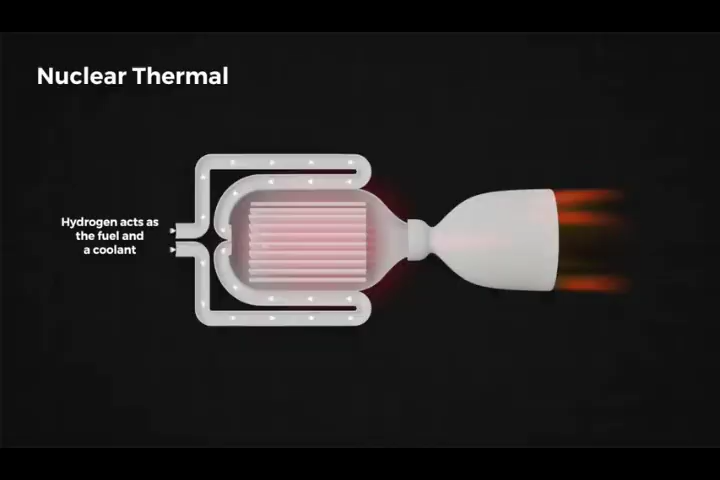 Nuclear Thermal
Hydrogen acts as
the fuel and
a coolant